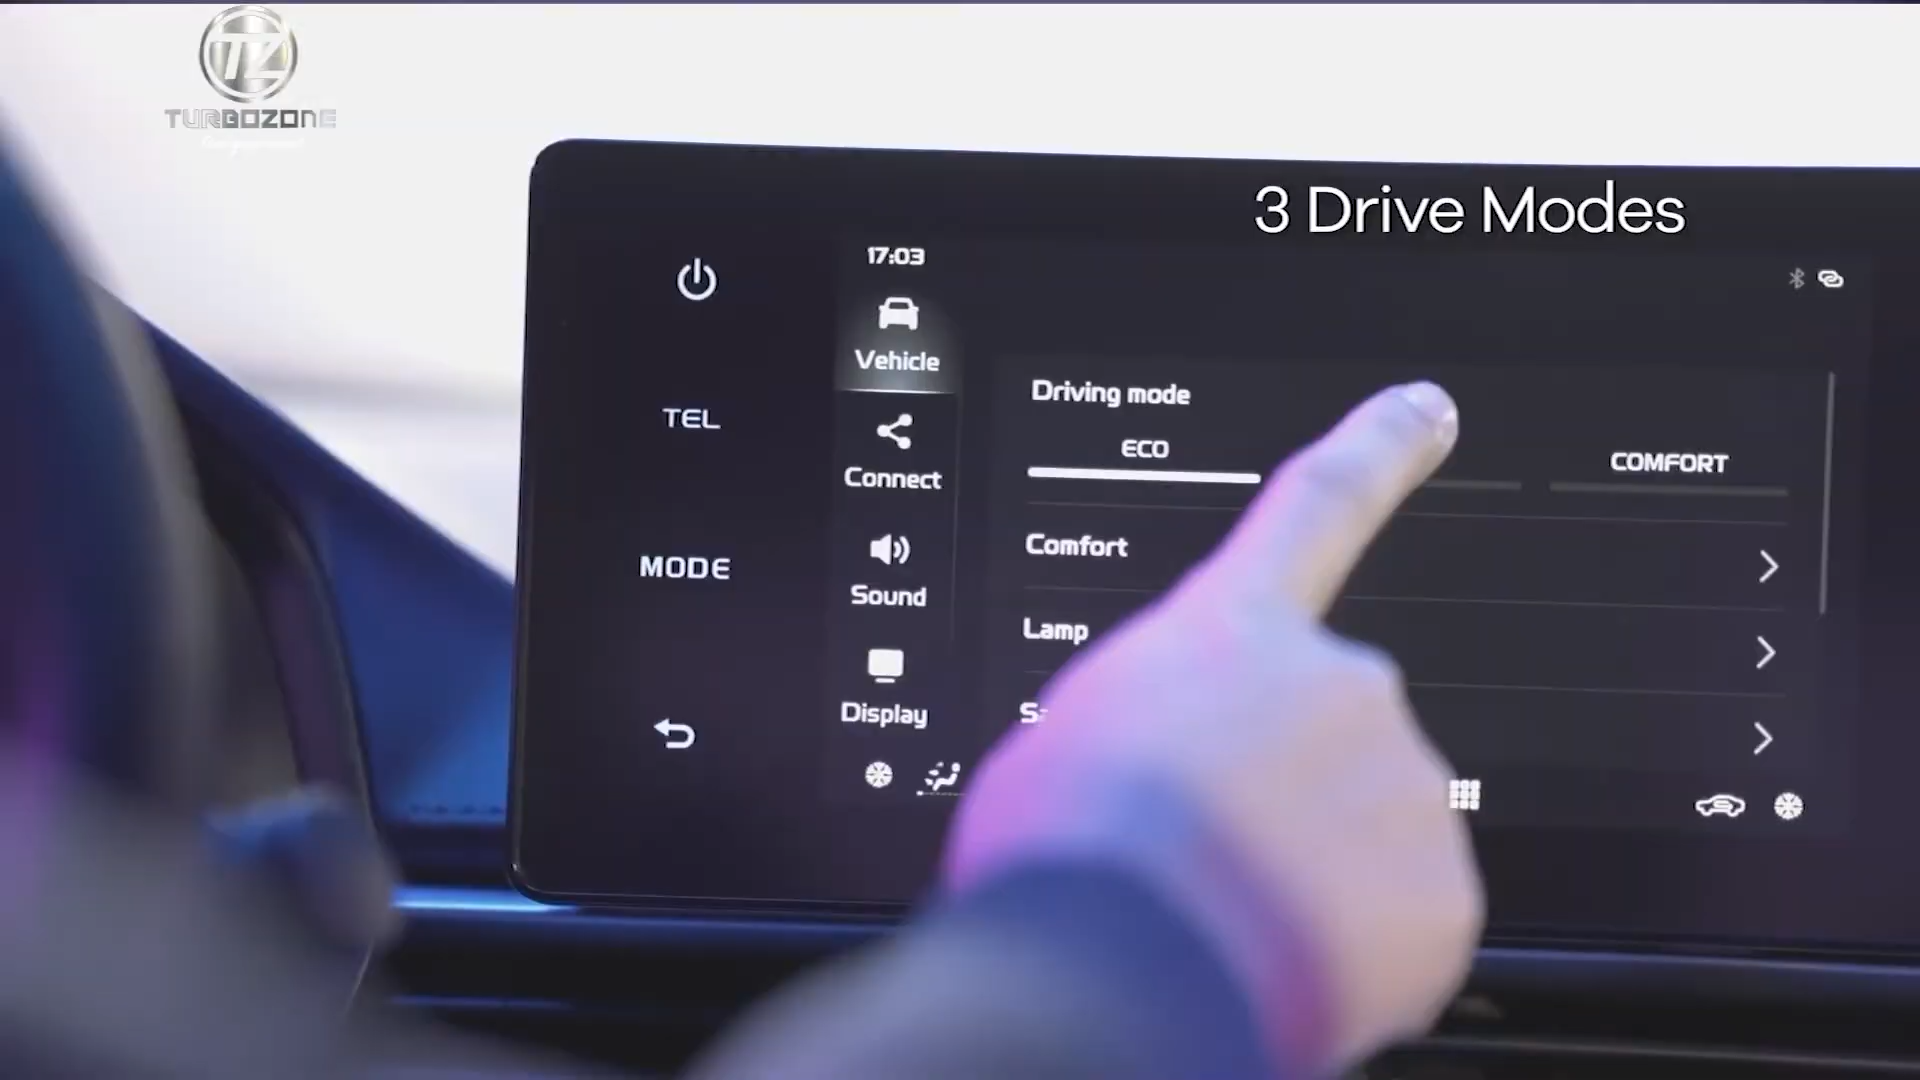 TURBOZONE
3 Drive Modes
17:03
Vehicle
TEL
Driving mode
ECO
COMFORT
Connect
Comfort
MODE
Sound
Lamp
Display